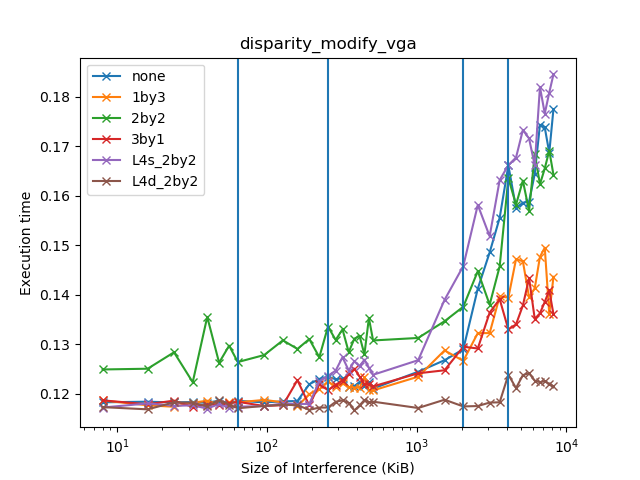 disparity_modify_vga
none
1by3
2by2
3by1
L4s_2by2
L4d_2by2
Execution time
0.18
0.17
0.16
0.15
0.14
0.13
0.12
10¹
10²
10³
10⁴
Size of Interference (KiB)